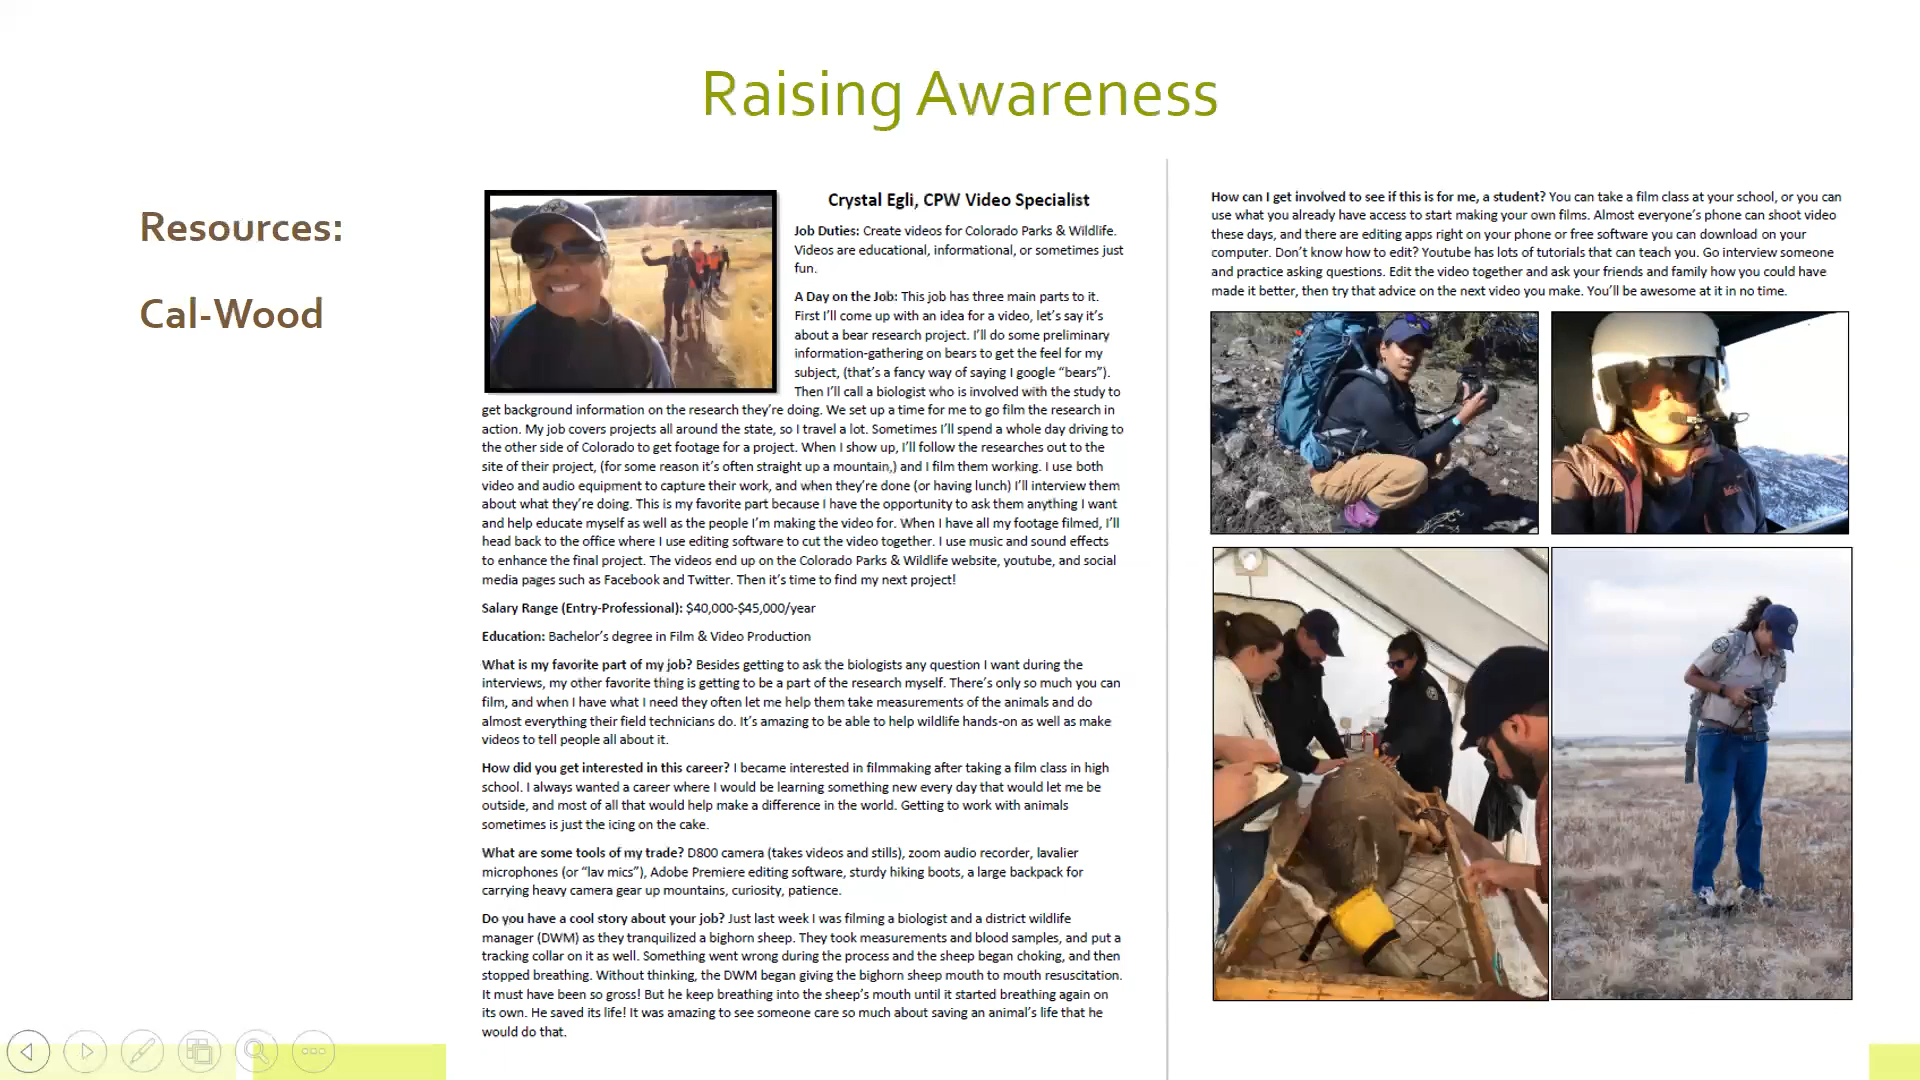 Raising Awareness
Resources:
Cal-Wood
Crystal Egli, CPW Video Specialist
Job Duties: Create videos for Colorado Parks & Wildlife.
Videos are educational, informational, or sometimes just
fun.
A Day on the Job: This job has three main parts to it.
First I'll come up with an idea for a video, let's say it's
about a bear research project. I'll do some preliminary
information-gathering on bears to get the feel for my
subject, (that's a fancy way of saying I google “bears”).
Then I'll call a biologist who is involved with the study to
get background information on the research they're doing. We set up a time for me to go film the research in
action. My job covers projects all around the state, so I travel a lot. Sometimes I'll spend a whole day driving to
the other side of Colorado to get footage for a project. When I show up, I'll follow the researches out to the
site of their project, (for some reason it's often straight up a mountain,) and I film them working. I use both
video and audio equipment to capture their work, and when they're done (or having lunch) I'll interview them
about what they're doing. This is my favorite part because I have the opportunity to ask them anything I want
and help educate myself as well as the people I'm making the video for. When I have all my footage filmed, I'll
head back to the office where I use editing software to cut the video together. I use music and sound effects
to enhance the final project. The videos end up on the Colorado Parks & Wildlife website, youtube, and social
media pages such as Facebook and Twitter. Then it's time to find my next project!
Salary Range (Entry-Professional): $40,000-$45,000/year
Education: Bachelor's degree in Film & Video Production
What is my favorite part of my job? Besides getting to ask the biologists any question I want during the
interviews, my other favorite thing is getting to be a part of the research myself. There's only so much you can
film, and when I have what I need they often let me help them take measurements of the animals and do
almost everything their field technicians do. It's amazing to be able to help wildlife hands-on as well as make
videos to tell people all about it.
How did you get interested in this career? I became interested in filmmaking after taking a film class in high
school. I always wanted a career where I would be learning something new every day that would let me be
outside, and most of all that would help make a difference in the world. Getting to work with animals
sometimes is just the icing on the cake.
What are some tools of my trade? D800 camera (takes videos and stills), zoom audio recorder, lavalier
microphones (or “lav mics”), Adobe Premiere editing software, sturdy hiking boots, a large backpack for
carrying heavy camera gear up mountains, curiosity, patience.
Do you have a cool story about your job? Just last week I was filming a biologist and a district wildlife
manager (DWM) as they tranquilized a bighorn sheep. They took measurements and blood samples, and put a
tracking collar on it as well. Something went wrong during the process and the sheep began choking, and then
stopped breathing. Without thinking, the DWM began giving the bighorn sheep mouth to mouth resuscitation.
It must have been so gross! But he keep breathing into the sheep's mouth until it started breathing again on
its own. He saved its life! It was amazing to see someone care so much about saving an animal's life that he
would do that.
How can I get involved to see if this is for me, a student? You can take a film class at your school, or you can
use what you already have access to start making your own films. Almost everyone's phone can shoot video
these days, and there are editing apps right on your phone or free software you can download on your
computer. Don't know how to edit? Youtube has lots of tutorials that can teach you. Go interview someone
and practice asking questions. Edit the video together and ask your friends and family how you could have
made it better, then try that advice on the next video you make. You'll be awesome at it in no time.